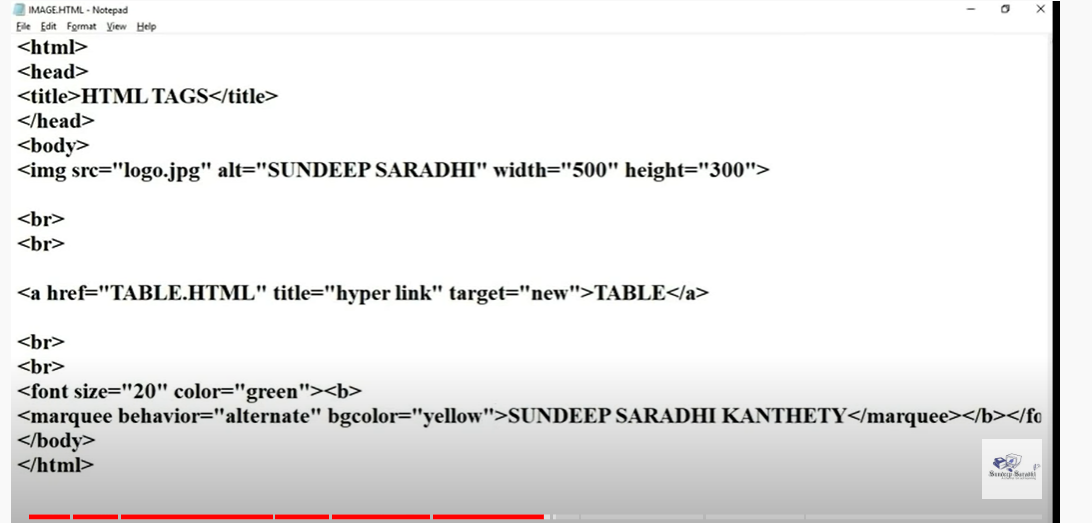 IMAGE.HTML - Notepad
File Edit Format View Help
<html>
<head>
<title>HTML TAGS</title>
</head>
<body>
<img src="logo.jpg" alt="SUNDEEP SARADHI" width="500" height="300">
<br>
<br>
<a href="TABLE.HTML" title="hyper link" target="new">TABLE</a>
<br>
<br>
<font size="20" color="green"><b>
<marquee behavior="alternate" bgcolor="yellow">SUNDEEP SARADHI KANTHETY</marquee></b></fo
</body>
</html>
Sundeep Saradhi